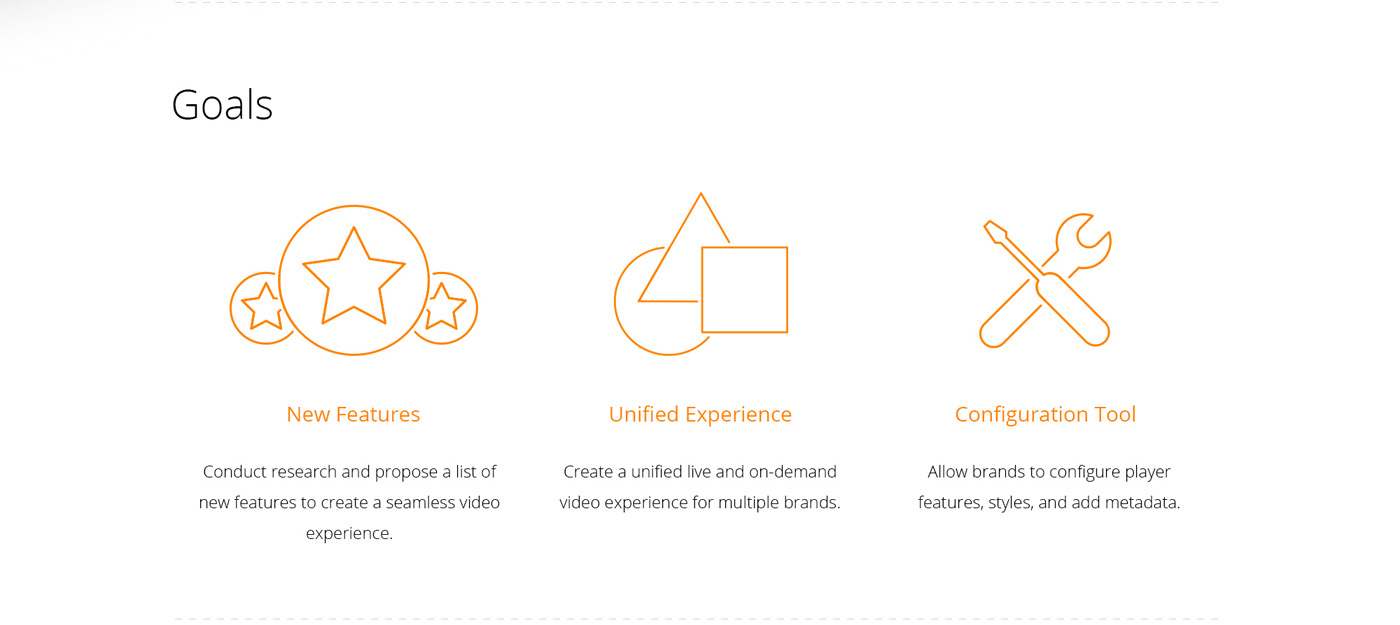 Goals
New Features
Conduct research and propose a list of
new features to create a seamless video
experience.
Unified Experience
Create a unified live and on-demand
video experience for multiple brands.
Configuration Tool
Allow brands to configure player
features, styles, and add metadata.